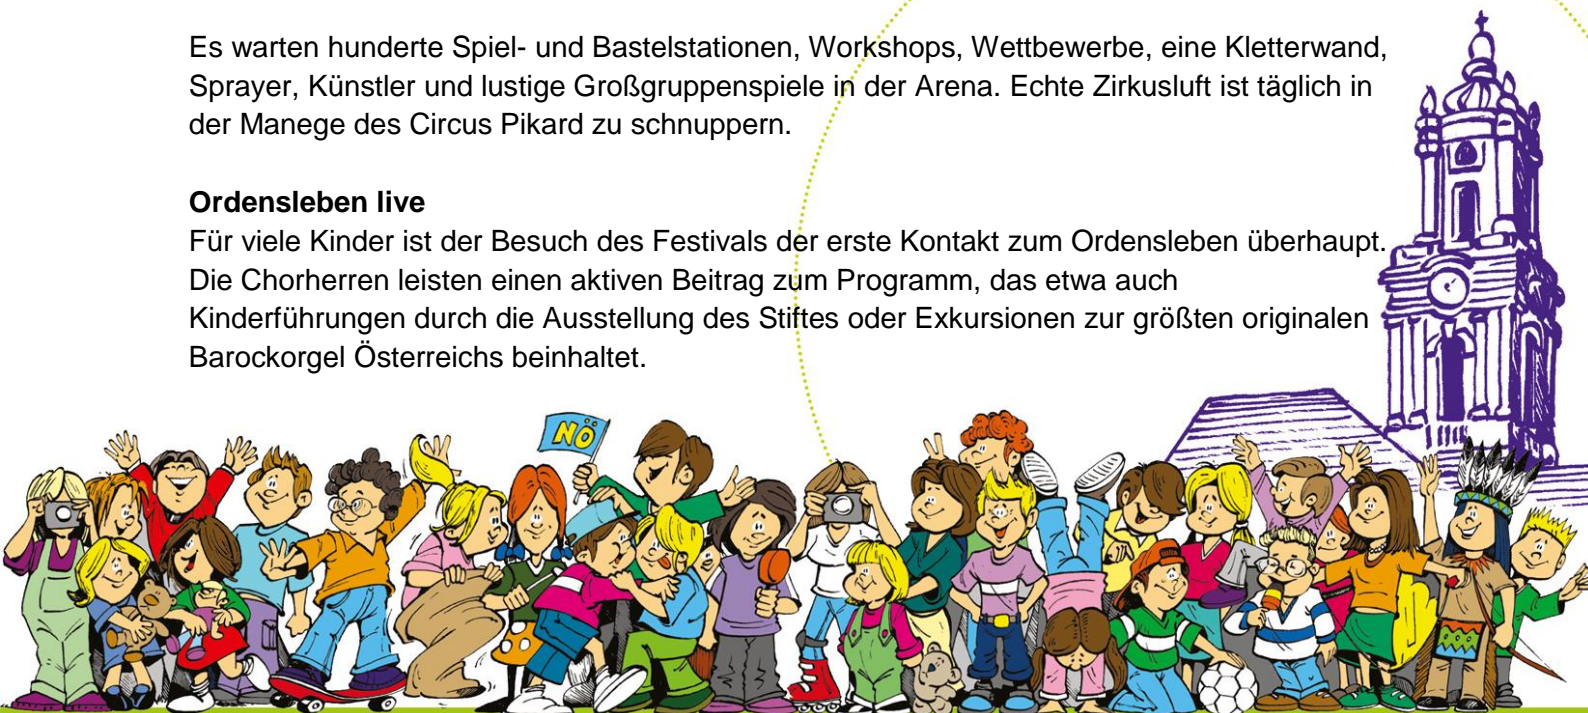 Es warten hunderte Spiel- und Bastelstationen, Workshops, Wettbewerbe, eine Kletterwand,
Sprayer, Künstler und lustige Großgruppenspiele in der Arena. Echte Zirkusluft ist täglich in
der Manege des Circus Pikard zu schnuppern.
Ordensleben live
Für viele Kinder ist der Besuch des Festivals der erste Kontakt zum Ordensleben überhaupt.
Die Chorherren leisten einen aktiven Beitrag zum Programm, das etwa auch
Kinderführungen durch die Ausstellung des Stiftes oder Exkursionen zur größten originalen
Barockorgel Österreichs beinhaltet.
NÖ